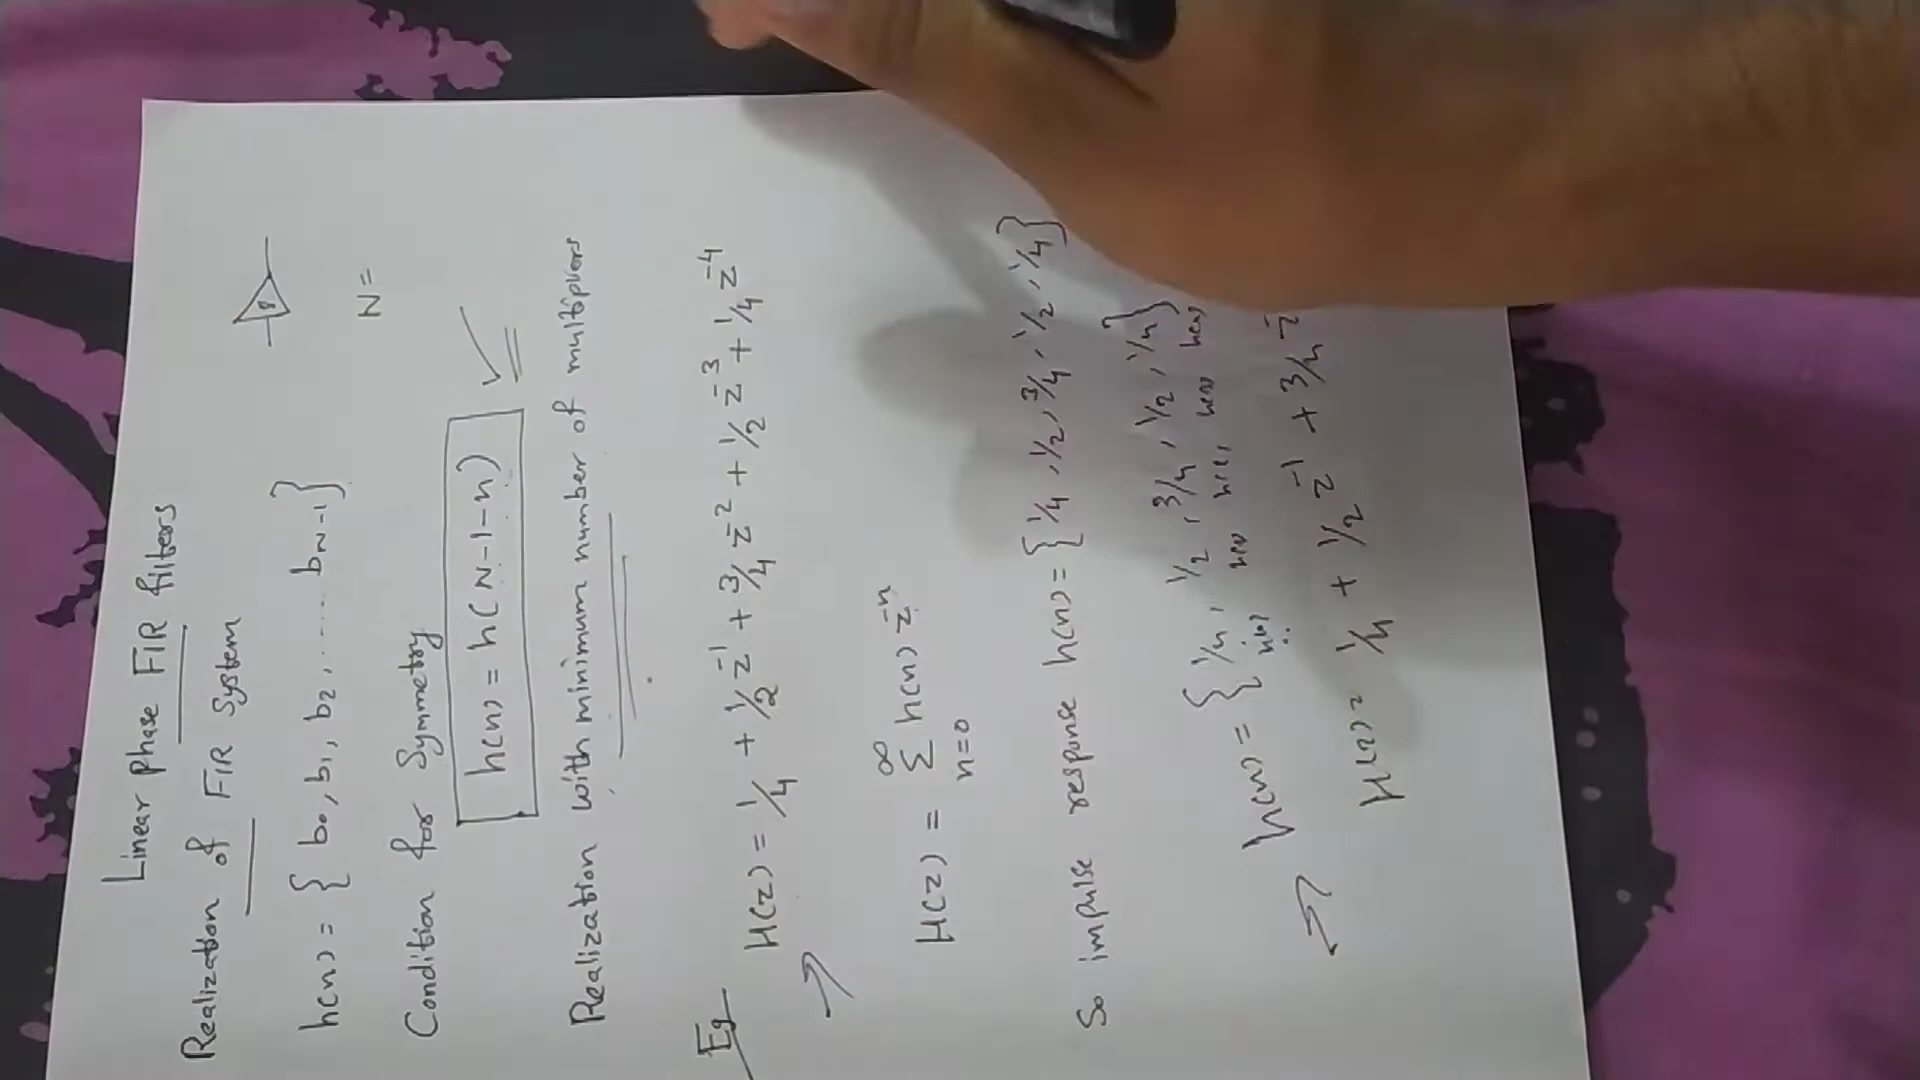 Linear phase FIR filters
Realization of FIR System
h(n) = { b0, b1, b2, ..... bN-1 }
N =
Condition for Symmetry
h(n) = h(N-1-n)
Realization with minimum number of multipliers
Eg
H(z) = 1/4 + 1/2 z^-1 + 3/4 z^-2 + 1/2 z^-3 + 1/4 z^-4
H(z) = ∞ Σ n=0 h(n) z^-n
So impulse response h(n) = { 1/4, 1/2, 3/4, 1/2, 1/4 }
h(n) = { 1/4, 1/2, 3/4, 1/2, 1/4 }
H(z) = 1/4 + 1/2 z^-1 + 3/4 z^-